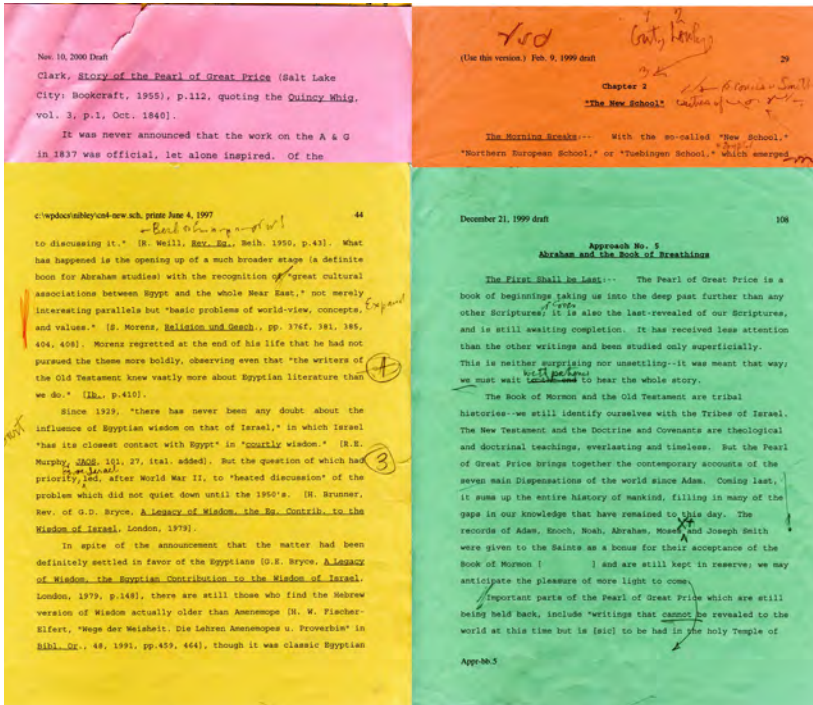 Nov. 10, 2000 Draft
Clark, Story of the Pearl of Great Price (Salt Lake
City: Bookcraft, 1955), p.112, quoting the Quincy Whig,
vol. 3, p.1, Oct. 1840].
It was never announced that the work on the A & G
in 1837 was official, let alone inspired. Of the
(Use this version.) Feb. 9, 1999 draft 29
Chapter 2
"The New School"
The Morning Breaks:-- With the so-called "New School,"
"Northern European School," or "Tuebingen School," which emerged
c:\wpdocs\nibley\cn4-new.sch, printe June 4, 1997 44
to discussing it." [R. Weill, Rev. Eg., Beih. 1950, p.43]. What
has happened is the opening up of a much broader stage (a definite
boon for Abraham studies) with the recognition of "great cultural
associations between Egypt and the whole Near East," not merely
interesting parallels but "basic problems of world-view, concepts,
Expand
and values." [S. Morenz, Religion und Gesch., pp. 376f, 381, 385,
404, 408]. Morenz regretted at the end of his life that he had not
pursued the theme more boldly, observing even that "the writers of
the Old Testament knew vastly more about Egyptian literature than
4
we do." [Ib., p.410].
Since 1929, "there has never been any doubt about the
influence of Egyptian wisdom on that of Israel," in which Israel
"has its closest contact with Egypt" in "courtly wisdom." [R.E.
Murphy, JAOS, 101, 27, ital. added]. But the question of which had
3
priority, led, after World War II, to "heated discussion" of the
problem which did not quiet down until the 1950's. [H. Brunner,
Rev. of G.D. Bryce, A Legacy of Wisdom, the Eg. Contrib. to the
Wisdom of Israel, London, 1979].
In spite of the announcement that the matter had been
definitely settled in favor of the Egyptians [G.E. Bryce, A Legacy
of Wisdom, the Egyptian Contribution to the Wisdom of Israel,
London, 1979, p.148], there are still those who find the Hebrew
version of Wisdom actually older than Amenemope [H. W. Fischer-
Elfert, "Wege der Weisheit. Die Lehren Amenemopes u. Proverbim" in
Bibl. Or., 48, 1991, pp.459, 464], though it was classic Egyptian
December 21, 1999 draft 108
Approach No. 5
Abraham and the Book of Breathings
The First Shall be Last:-- The Pearl of Great Price is a
book of beginnings taking us into the deep past further than any
other Scriptures; it is also the last-revealed of our Scriptures,
and is still awaiting completion. It has received less attention
than the other writings and been studied only superficially.
This is neither surprising nor unsettling--it was meant that way;
we must wait to hear the whole story.
The Book of Mormon and the Old Testament are tribal
histories--we still identify ourselves with the Tribes of Israel.
The New Testament and the Doctrine and Covenants are theological
and doctrinal teachings, everlasting and timeless. But the Pearl
of Great Price brings together the contemporary accounts of the
seven main Dispensations of the world since Adam. Coming last,
it sums up the entire history of mankind, filling in many of the
gaps in our knowledge that have remained to this day. The
records of Adam, Enoch, Noah, Abraham, Moses and Joseph Smith
were given to the Saints as a bonus for their acceptance of the
Book of Mormon [ ] and are still kept in reserve; we may
anticipate the pleasure of more light to come.
Important parts of the Pearl of Great Price which are still
being held back, include "writings that cannot be revealed to the
world at this time but is [sic] to be had in the holy Temple of
Appr-bb.5